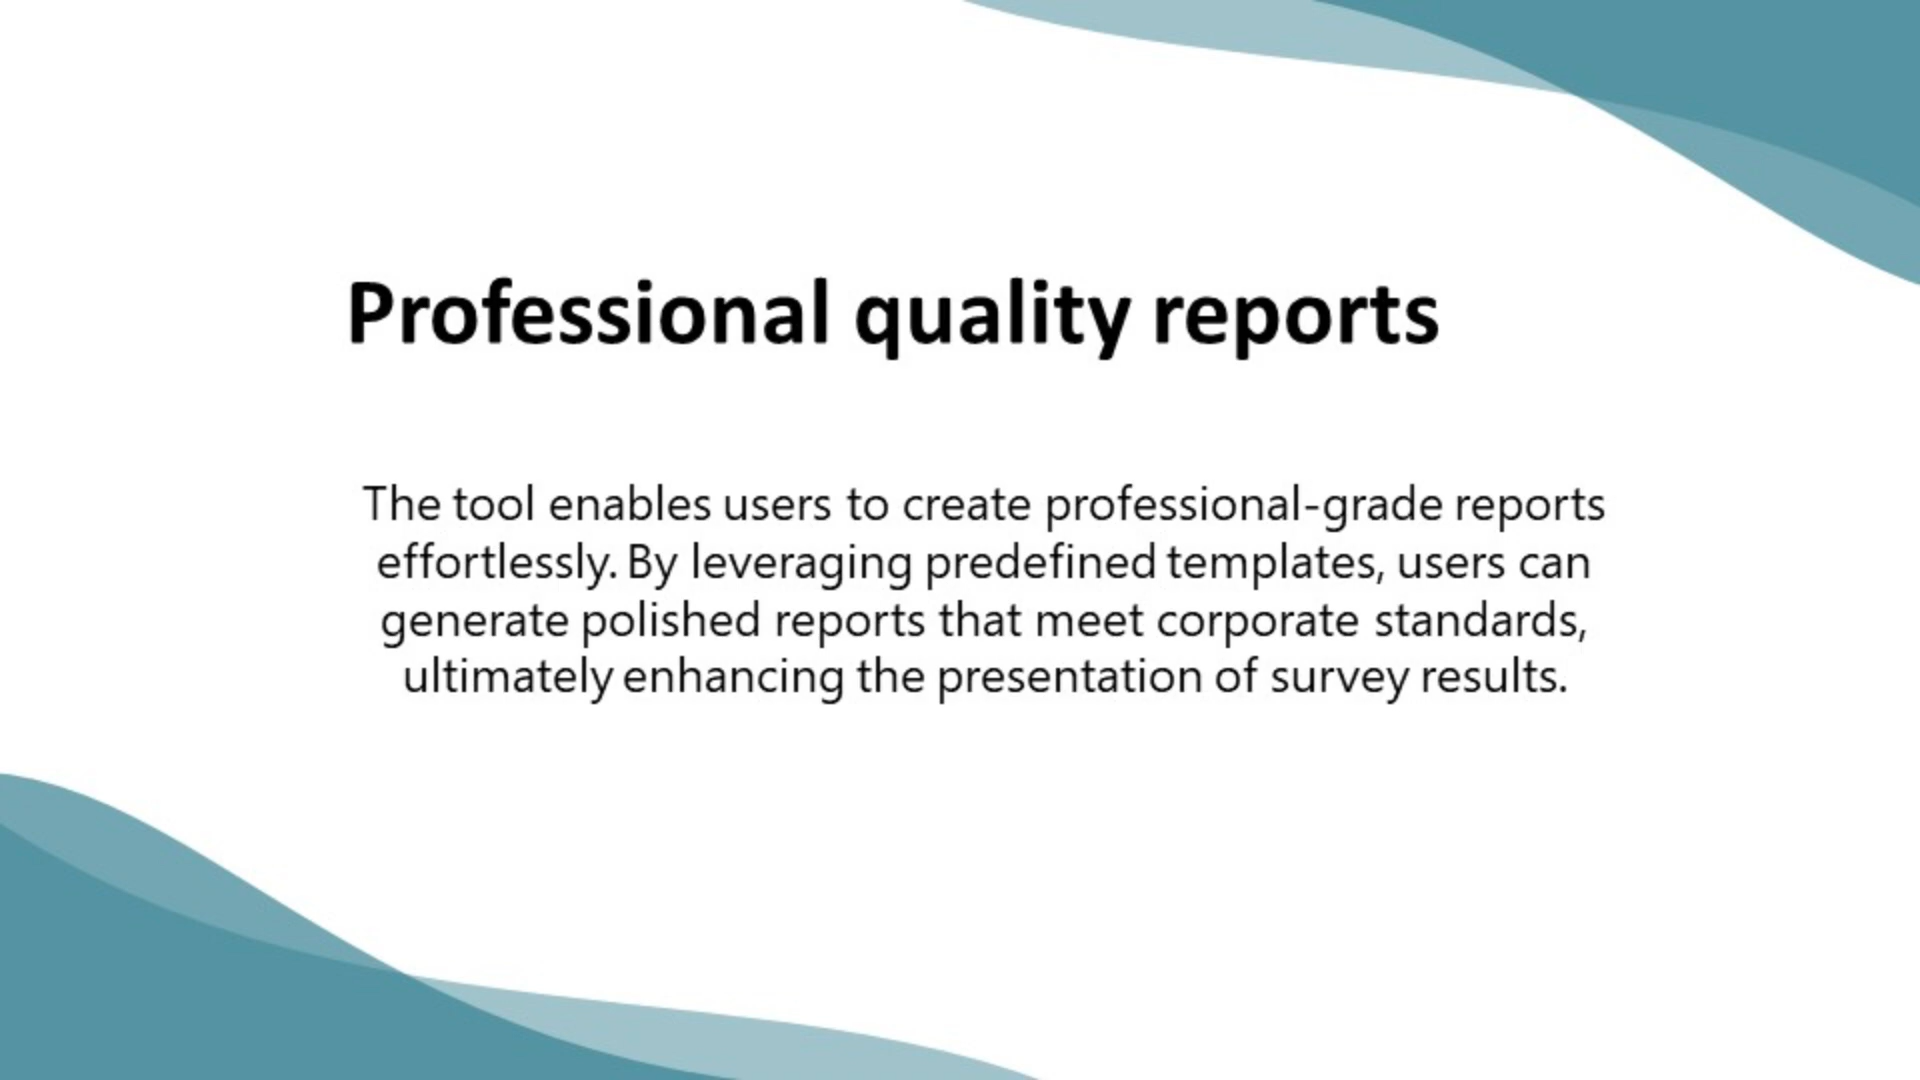 Professional quality reports
The tool enables users to create professional-grade reports
effortlessly. By leveraging predefined templates, users can
generate polished reports that meet corporate standards,
ultimately enhancing the presentation of survey results.